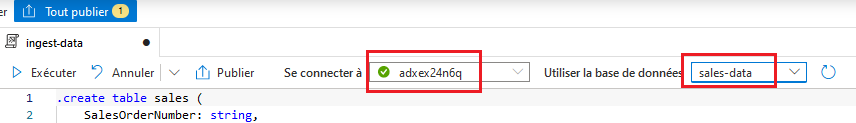 Tout publier 1
ingest-data
Exécuter Annuler Publier Se connecter à adxex24n6q Utiliser la base de données sales-data
1 .create table sales (
2 SalesOrderNumber: string,